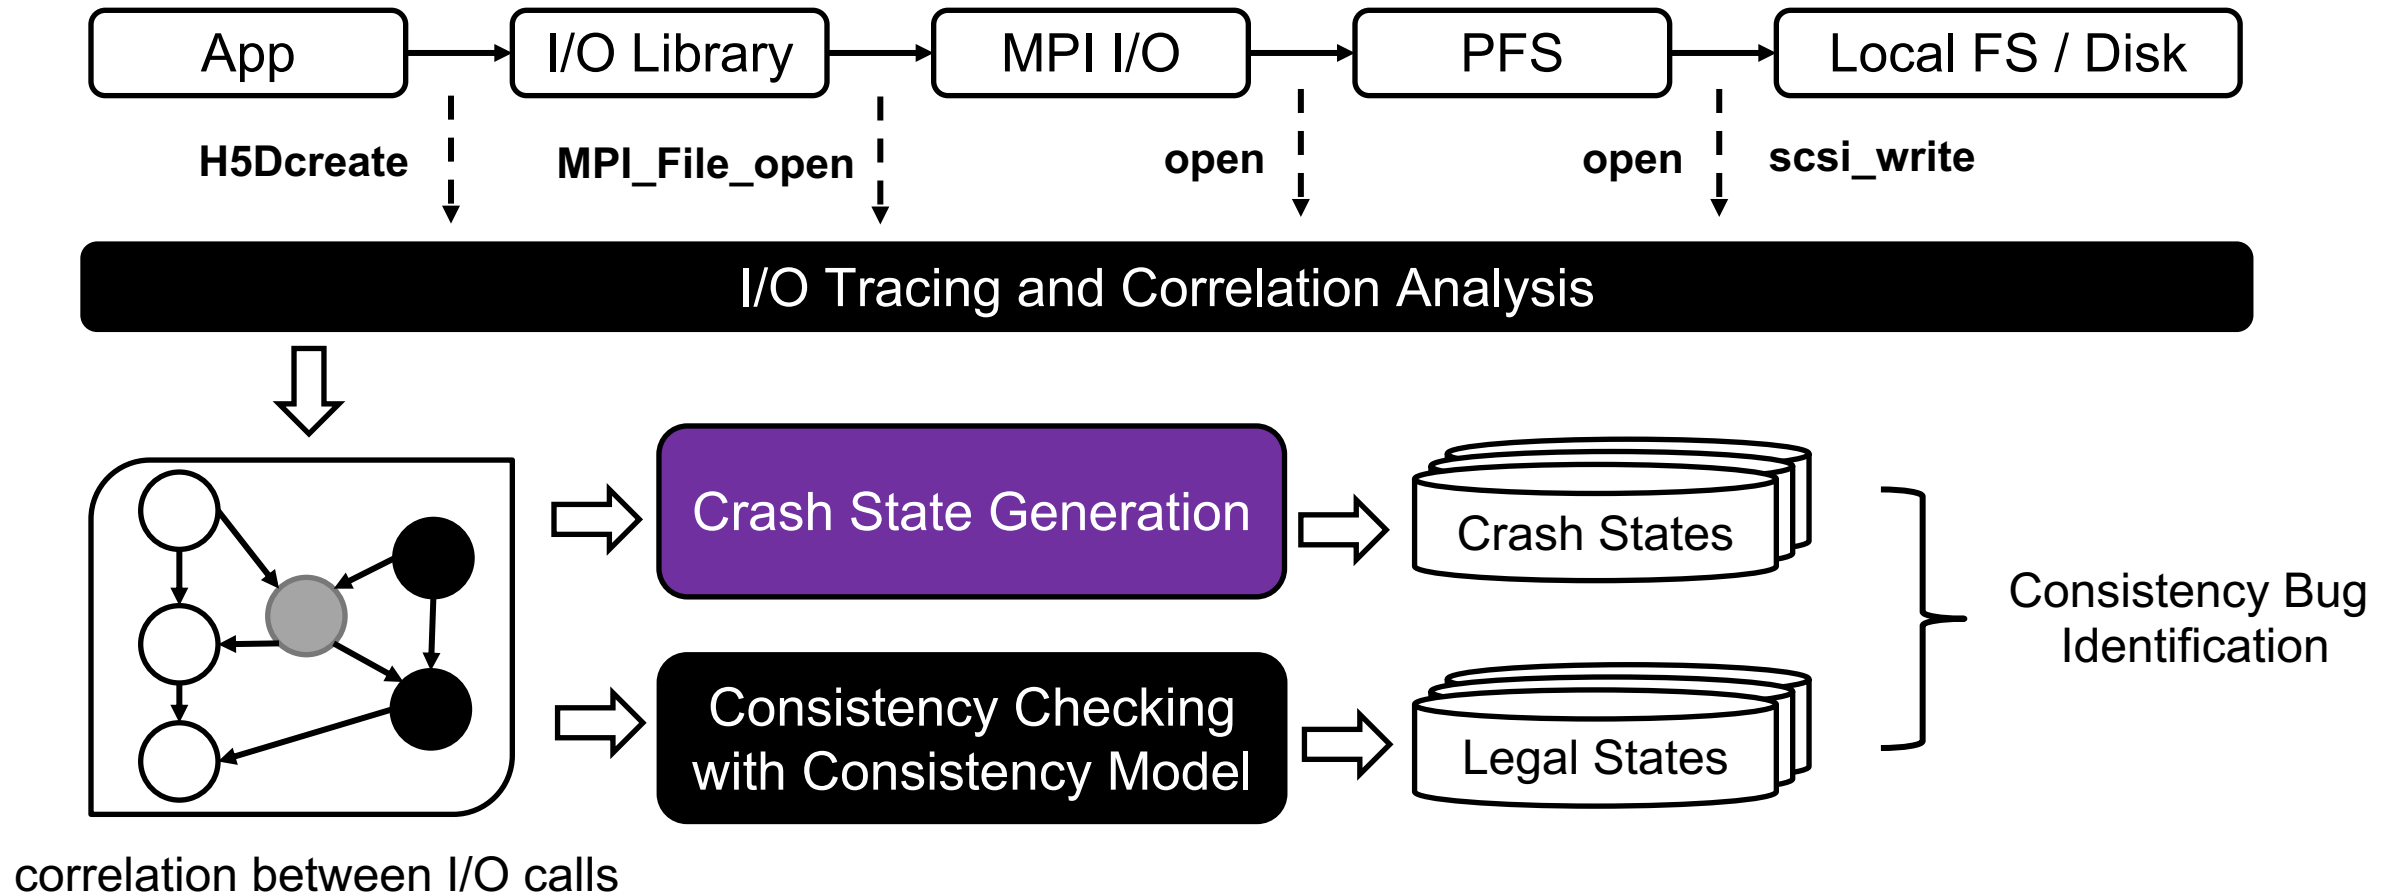 App
I/O Library
MPI I/O
PFS
Local FS / Disk
H5Dcreate
MPI_File_open
open
open
scsi_write
I/O Tracing and Correlation Analysis
Crash State Generation
Crash States
Consistency Bug
Identification
Consistency Checking
with Consistency Model
Legal States
correlation between I/O calls